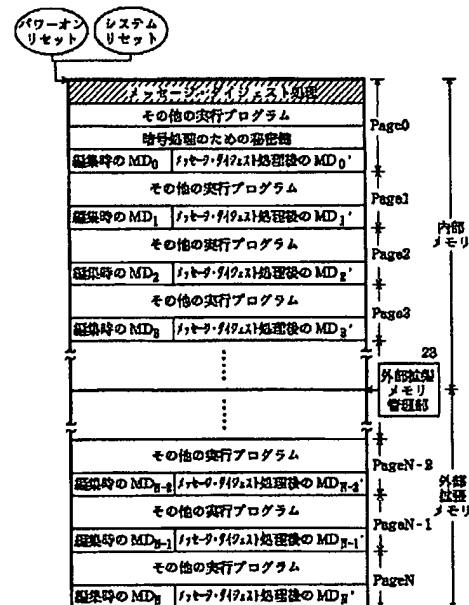 パワーオン
リセット
システム
リセット
メッセージ・ダイジェスト処理
その他の実行プログラム
暗号処理のための秘密鍵
編集時のMD0 メッセージ・ダイジェスト処理後のMD0'
Page0
その他の実行プログラム
編集時のMD1 メッセージ・ダイジェスト処理後のMD1'
Page1
その他の実行プログラム
編集時のMD2 メッセージ・ダイジェスト処理後のMD2'
Page2
その他の実行プログラム
編集時のMD3 メッセージ・ダイジェスト処理後のMD3'
Page3
内部
メモリ
23
外部拡張
メモリ
管理部
その他の実行プログラム
編集時のMDN-2 メッセージ・ダイジェスト処理後のMDN-2'
PageN-2
その他の実行プログラム
編集時のMDN-1 メッセージ・ダイジェスト処理後のMDN-1'
PageN-1
その他の実行プログラム
編集時のMDN メッセージ・ダイジェスト処理後のMDN'
PageN
外部
拡張
メモリ